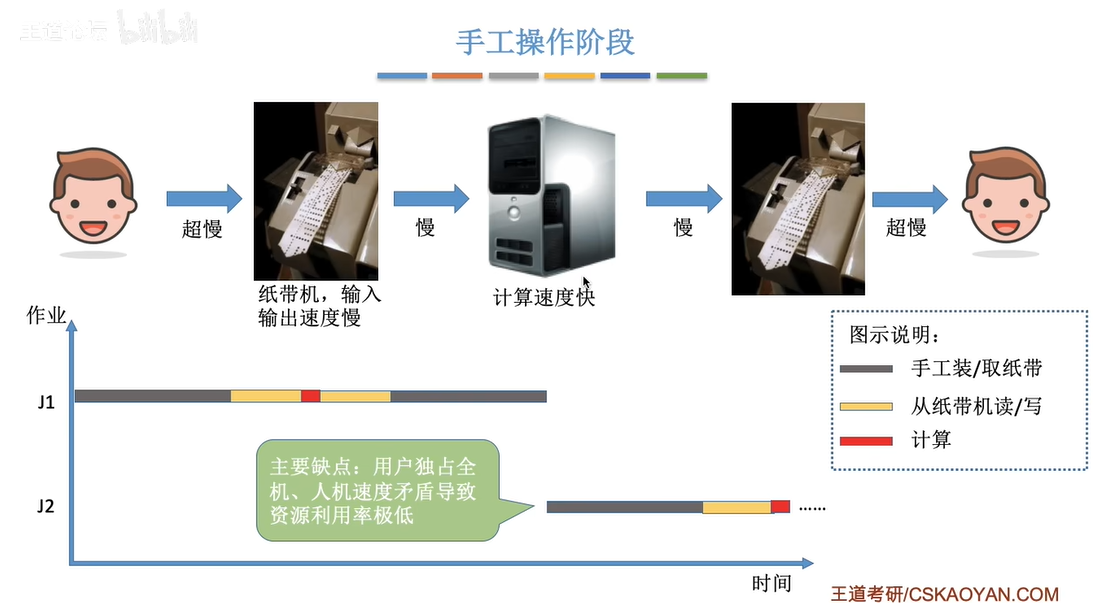 王道论坛 bilibili
手工操作阶段
超慢
慢
慢
超慢
纸带机，输入
输出速度慢
计算速度快
作业
图示说明：
手工装/取纸带
从纸带机读/写
计算
J1
主要缺点：用户独占全
机、人机速度矛盾导致
资源利用率极低
J2
……
时间
王道考研/CSKAOYAN.COM